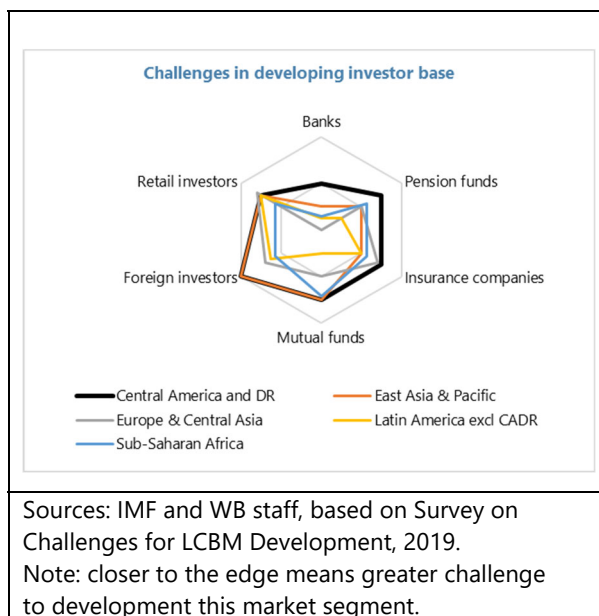 Challenges in developing investor base
Banks
Retail investors
Pension funds
Foreign investors
Insurance companies
Mutual funds
Central America and DR
East Asia & Pacific
Europe & Central Asia
Latin America excl CADR
Sub-Saharan Africa
Sources: IMF and WB staff, based on Survey on
Challenges for LCBM Development, 2019.
Note: closer to the edge means greater challenge
to development this market segment.